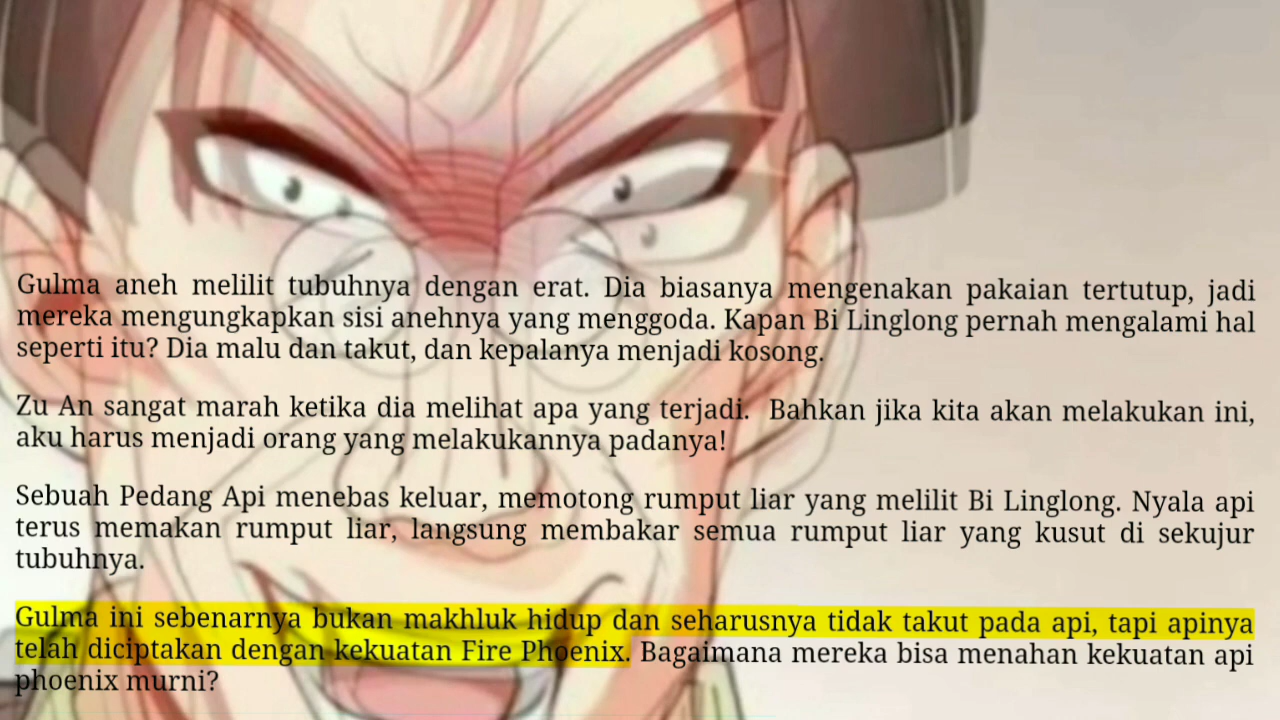 Gulma aneh melilit tubuhnya dengan erat. Dia biasanya mengenakan pakaian tertutup, jadi
mereka mengungkapkan sisi anehnya yang menggoda. Kapan Bi Linglong pernah mengalami hal
seperti itu? Dia malu dan takut, dan kepalanya menjadi kosong.
Zu An sangat marah ketika dia melihat apa yang terjadi. Bahkan jika kita akan melakukan ini,
aku harus menjadi orang yang melakukannya padanya!
Sebuah Pedang Api menebas keluar, memotong rumput liar yang melilit Bi Linglong. Nyala api
terus memakan rumput liar, langsung membakar semua rumput liar yang kusut di sekujur
tubuhnya.
Gulma ini sebenarnya bukan makhluk hidup dan seharusnya tidak takut pada api, tapi apinya
telah diciptakan dengan kekuatan Fire Phoenix. Bagaimana mereka bisa menahan kekuatan api
phoenix murni?